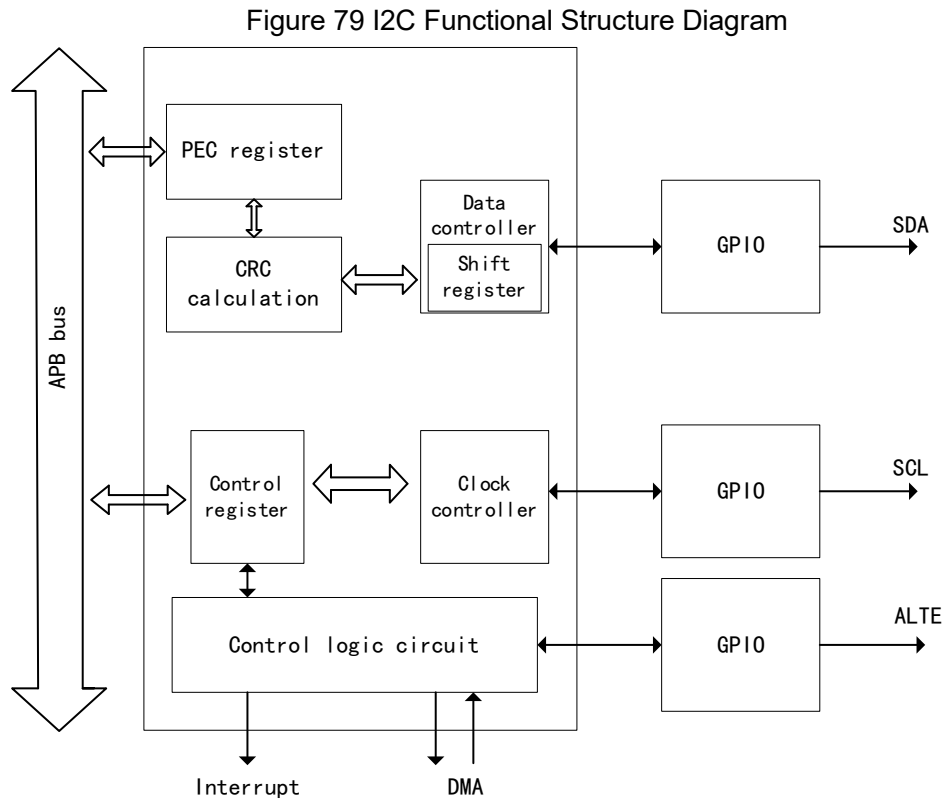 Figure 79 I2C Functional Structure Diagram
PEC register
CRC
calculation
Data
controller
Shift
register
GPIO
SDA
APB bus
Control
register
Clock
controller
GPIO
SCL
Control logic circuit
GPIO
ALTE
Interrupt
DMA